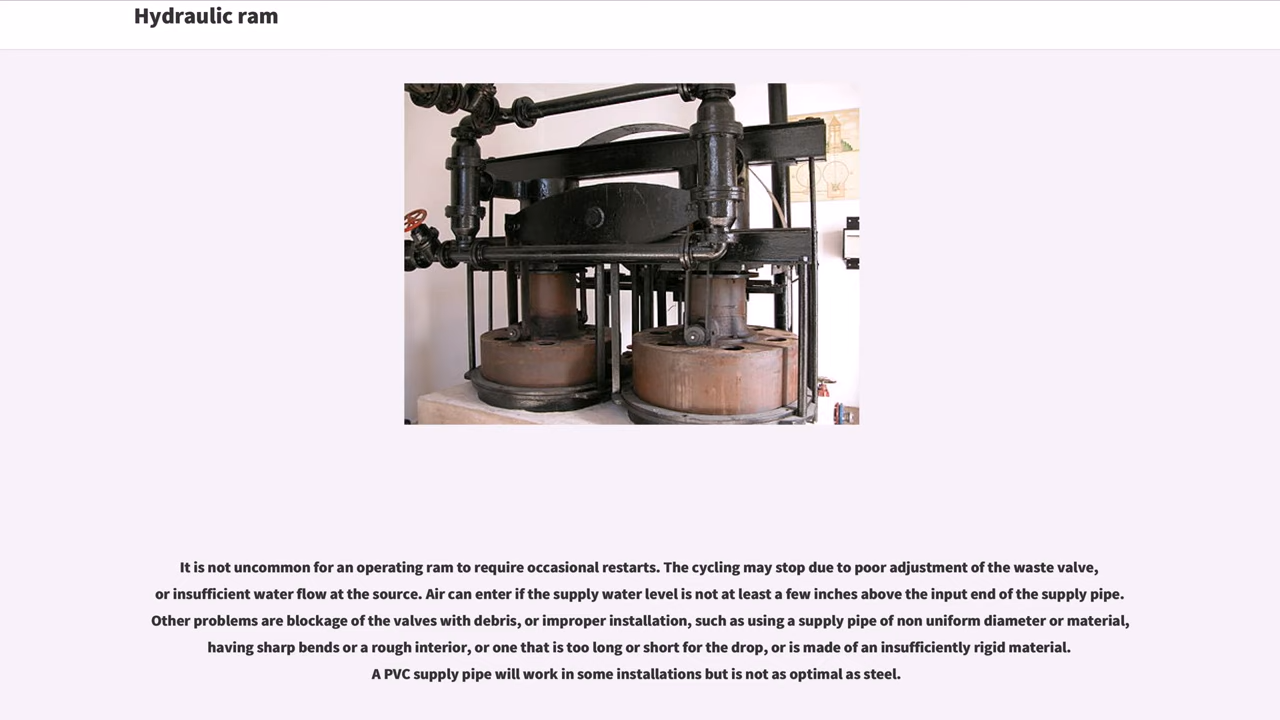 Hydraulic ram
It is not uncommon for an operating ram to require occasional restarts. The cycling may stop due to poor adjustment of the waste valve,
or insufficient water flow at the source. Air can enter if the supply water level is not at least a few inches above the input end of the supply pipe.
Other problems are blockage of the valves with debris, or improper installation, such as using a supply pipe of non uniform diameter or material,
having sharp bends or a rough interior, or one that is too long or short for the drop, or is made of an insufficiently rigid material.
A PVC supply pipe will work in some installations but is not as optimal as steel.